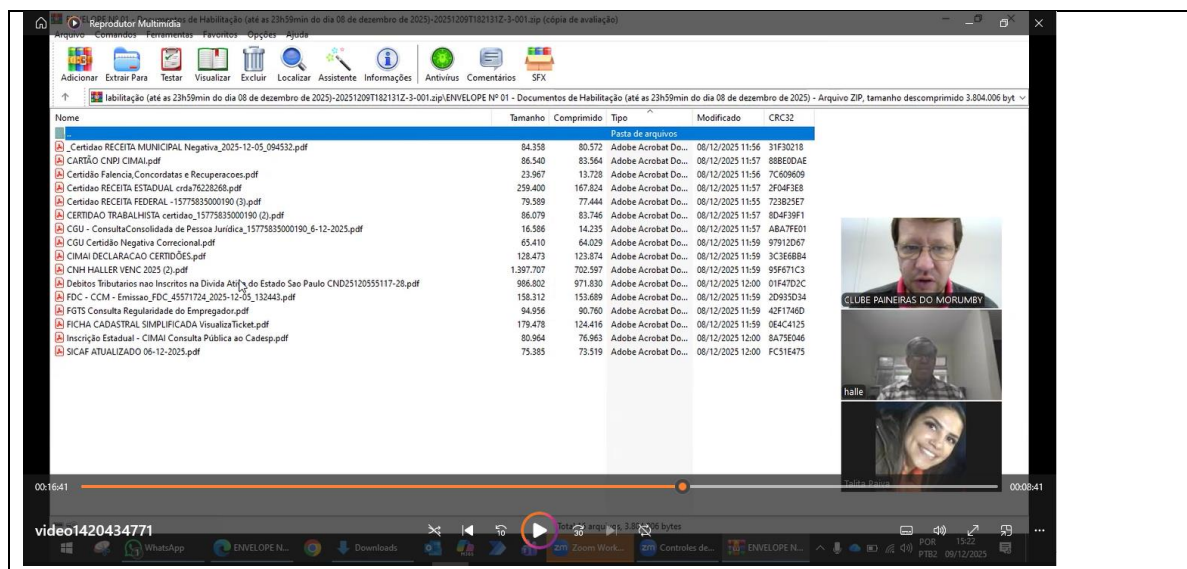 Reprodutor Multimídia
ENVELOPE Nº 01 - Documentos de Habilitação (até as 23h59min do dia 08 de dezembro de 2025)-20251209T182131Z-3-001.zip (cópia de avaliação)
Arquivo Comandos Ferramentas Favoritos Opções Ajuda
Adicionar Extrair Para Testar Visualizar Excluir Localizar Assistente Informações Antivírus Comentários SFX
labilitação (até as 23h59min do dia 08 de dezembro de 2025)-20251209T182131Z-3-001.zip\ENVELOPE Nº 01 - Documentos de Habilitação (até as 23h59min do dia 08 de dezembro de 2025) - Arquivo ZIP, tamanho descomprimido 3.804.006 byt
Nome Tamanho Comprimido Tipo Modificado CRC32
.. Pasta de arquivos
_Certidao RECEITA MUNICIPAL Negativa_2025-12-05_094532.pdf 84.358 80.572 Adobe Acrobat Do... 08/12/2025 11:56 31F30218
CARTÃO CNPJ CIMAI.pdf 86.540 83.564 Adobe Acrobat Do... 08/12/2025 11:57 88BE0DAE
Certidão Falencia,Concordatas e Recuperacoes.pdf 23.967 13.728 Adobe Acrobat Do... 08/12/2025 11:56 7C609609
Certidao RECEITA ESTADUAL crda76228268.pdf 259.400 167.824 Adobe Acrobat Do... 08/12/2025 11:57 2F04F3E8
Certidao RECEITA FEDERAL -15775835000190 (3).pdf 79.589 77.444 Adobe Acrobat Do... 08/12/2025 11:55 723B25E7
CERTIDAO TRABALHISTA certidao_15775835000190 (2).pdf 86.079 83.746 Adobe Acrobat Do... 08/12/2025 11:57 8D4F39F1
CGU - ConsultaConsolidada de Pessoa Jurídica_15775835000190_6-12-2025.pdf 16.586 14.235 Adobe Acrobat Do... 08/12/2025 11:57 ABA7FE01
CGU Certidão Negativa Correcional.pdf 65.410 64.029 Adobe Acrobat Do... 08/12/2025 11:59 97912D67
CIMAI DECLARACAO CERTIDÕES.pdf 128.473 123.874 Adobe Acrobat Do... 08/12/2025 11:59 3C3E6BB4
CNH HALLER VENC 2025 (2).pdf 1.397.707 702.597 Adobe Acrobat Do... 08/12/2025 11:59 95F671C3
Debitos Tributarios nao Inscritos na Divida Ativa do Estado Sao Paulo CND25120555117-28.pdf 986.802 971.830 Adobe Acrobat Do... 08/12/2025 12:00 01F47D2C
FDC - CCM - Emissao_FDC_45571724_2025-12-05_132443.pdf 158.312 153.689 Adobe Acrobat Do... 08/12/2025 11:59 2D935D34
FGTS Consulta Regularidade do Empregador.pdf 94.956 90.760 Adobe Acrobat Do... 08/12/2025 11:59 42F1746D
FICHA CADASTRAL SIMPLIFICADA VisualizaTicket.pdf 179.478 124.416 Adobe Acrobat Do... 08/12/2025 11:59 0E4C4125
Inscrição Estadual - CIMAI Consulta Pública ao Cadesp.pdf 80.964 76.963 Adobe Acrobat Do... 08/12/2025 12:00 8A75E046
SICAF ATUALIZADO 06-12-2025.pdf 75.385 73.519 Adobe Acrobat Do... 08/12/2025 12:00 FC51E475
CLUBE PAINEIRAS DO MORUMBY
halle
Talita Paiva
00:16:41 00:08:41
video1420434771
10 30
WhatsApp ENVELOPE N... Downloads Zoom Work... Controles de... ENVELOPE N... POR 15:22
PTB2 09/12/2025